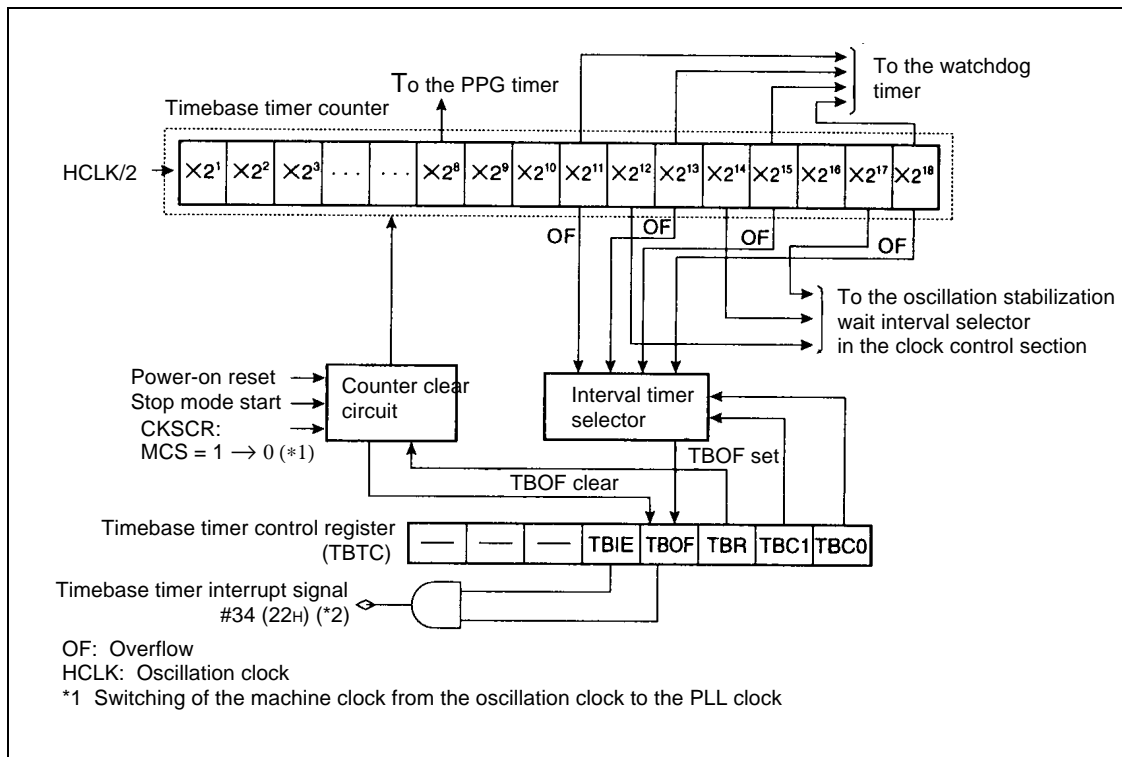 To the PPG timer
To the watchdog
timer
Timebase timer counter
HCLK/2
×2¹ ×2² ×2³ ··· ··· ×2⁸ ×2⁹ ×2¹⁰ ×2¹¹ ×2¹² ×2¹³ ×2¹⁴ ×2¹⁵ ×2¹⁶ ×2¹⁷ ×2¹⁸
OF OF OF OF
To the oscillation stabilization
wait interval selector
in the clock control section
Power-on reset
Stop mode start
CKSCR:
MCS = 1 → 0 (*1)
Counter clear
circuit
Interval timer
selector
TBOF set
TBOF clear
Timebase timer control register
(TBTC)
— — — TBIE TBOF TBR TBC1 TBC0
Timebase timer interrupt signal
#34 (22H) (*2)
OF: Overflow
HCLK: Oscillation clock
*1 Switching of the machine clock from the oscillation clock to the PLL clock